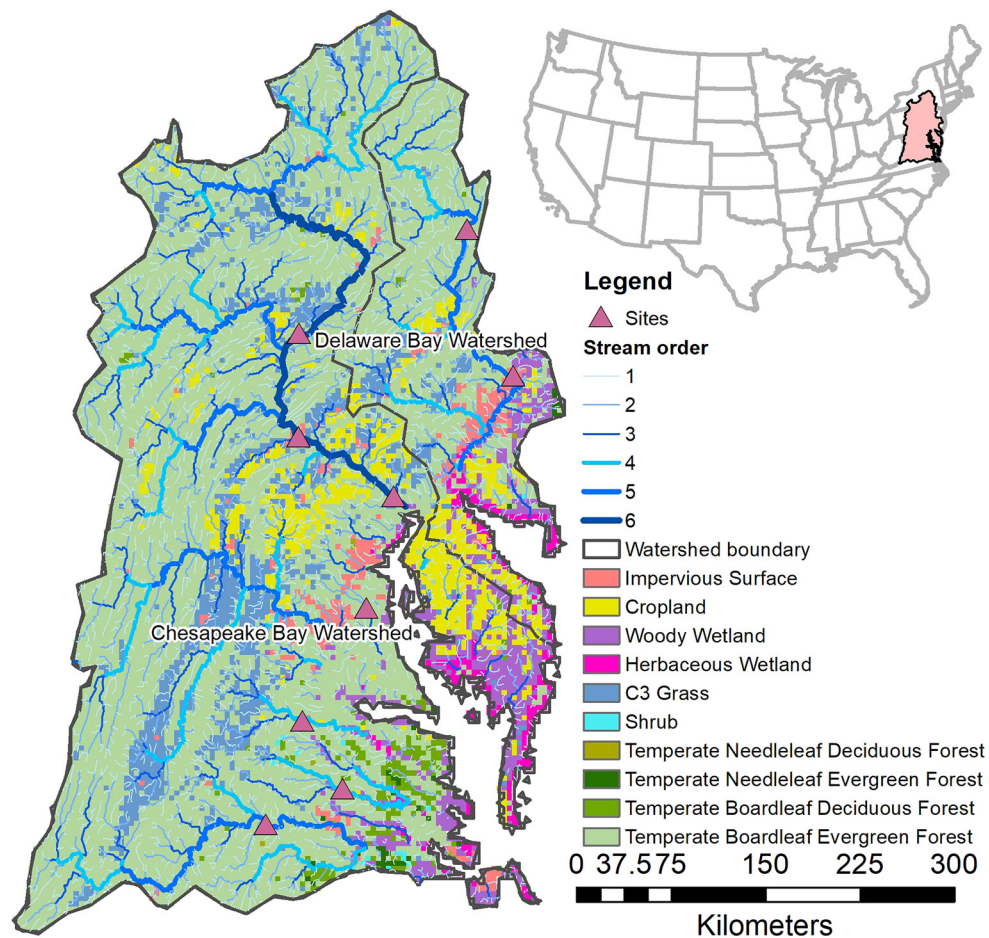 Delaware Bay Watershed
Chesapeake Bay Watershed
Legend
Sites
Stream order
1
2
3
4
5
6
Watershed boundary
Impervious Surface
Cropland
Woody Wetland
Herbaceous Wetland
C3 Grass
Shrub
Temperate Needleleaf Deciduous Forest
Temperate Needleleaf Evergreen Forest
Temperate Boardleaf Deciduous Forest
Temperate Boardleaf Evergreen Forest
0 37.575 150 225 300
Kilometers